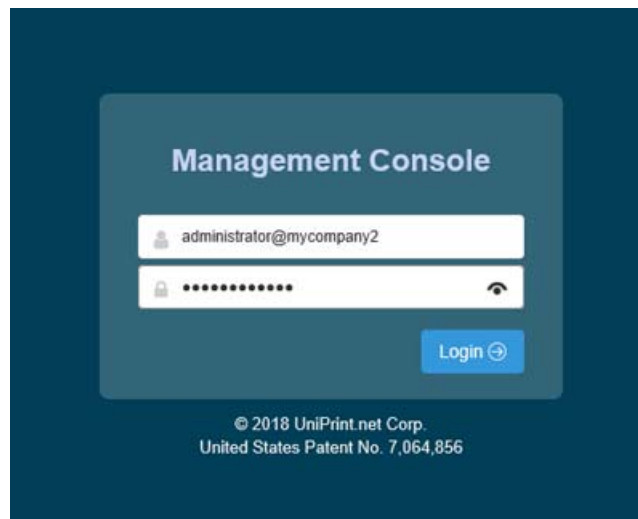 Management Console
administrator@mycompany2
••••••••••••
Login
© 2018 UniPrint.net Corp.
United States Patent No. 7,064,856